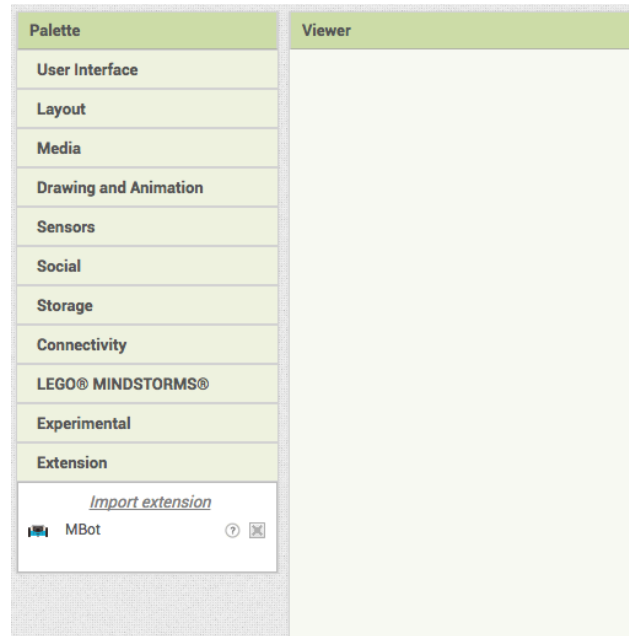 Palette
Viewer
User Interface
Layout
Media
Drawing and Animation
Sensors
Social
Storage
Connectivity
LEGO® MINDSTORMS®
Experimental
Extension
Import extension
MBot ?